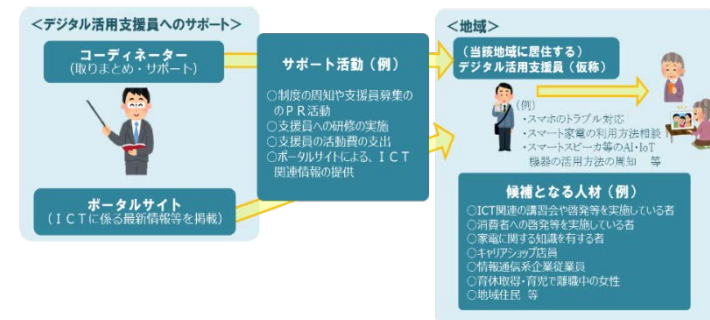 ＜デジタル活用支援員へのサポート＞
コーディネーター
（取りまとめ・サポート）
ポータルサイト
（ＩＣＴに係る最新情報等を掲載）
サポート活動（例）
○制度の周知や支援員募集の
のＰＲ活動
○支援員への研修の実施
○支援員の活動費の支出
○ポータルサイトによる、ＩＣＴ
関連情報の提供
＜地域＞
（当該地域に居住する）
デジタル活用支援員（仮称）
（例）
・スマホのトラブル対応
・スマート家電の利用方法相談
・スマートスピーカ等のAI・IoT
機器の活用方法の周知　等
候補となる人材（例）
○ICT関連の講習会や啓発等を実施している者
○消費者への啓発等を実施している者
○家電に関する知識を有する者
○キャリアショップ店員
○情報通信系企業従業員
○育休取得・育児で離職中の女性
○地域住民　等